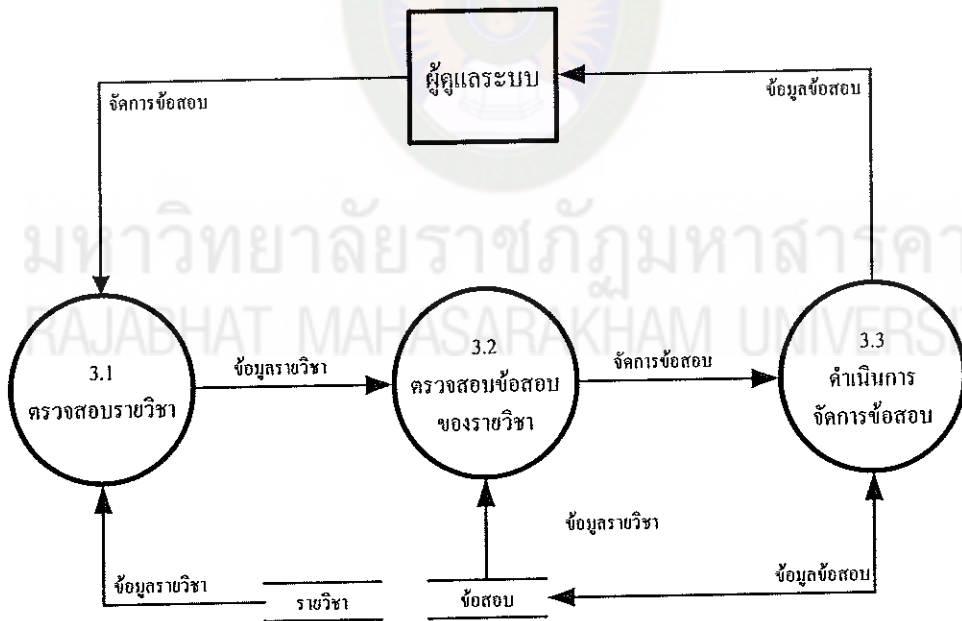 ผู้ดูแลระบบ
จัดการข้อสอบ
ข้อมูลข้อสอบ
มหาวิทยาลัยราชภัฏมหาสารคา
RAJABHAT MAHASARAKHAM UNIVERSI
3.1
ตรวจสอบรายวิชา
ข้อมูลรายวิชา
3.2
ตรวจสอบข้อสอบ
ของรายวิชา
จัดการข้อสอบ
3.3
ดำเนินการ
จัดการข้อสอบ
ข้อมูลรายวิชา
ข้อมูลรายวิชา
ข้อมูลข้อสอบ
รายวิชา
ข้อสอบ